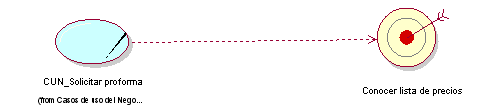 CUN_Solicitar proforma
(from Casos de uso del Nego...
Conocer lista de precios